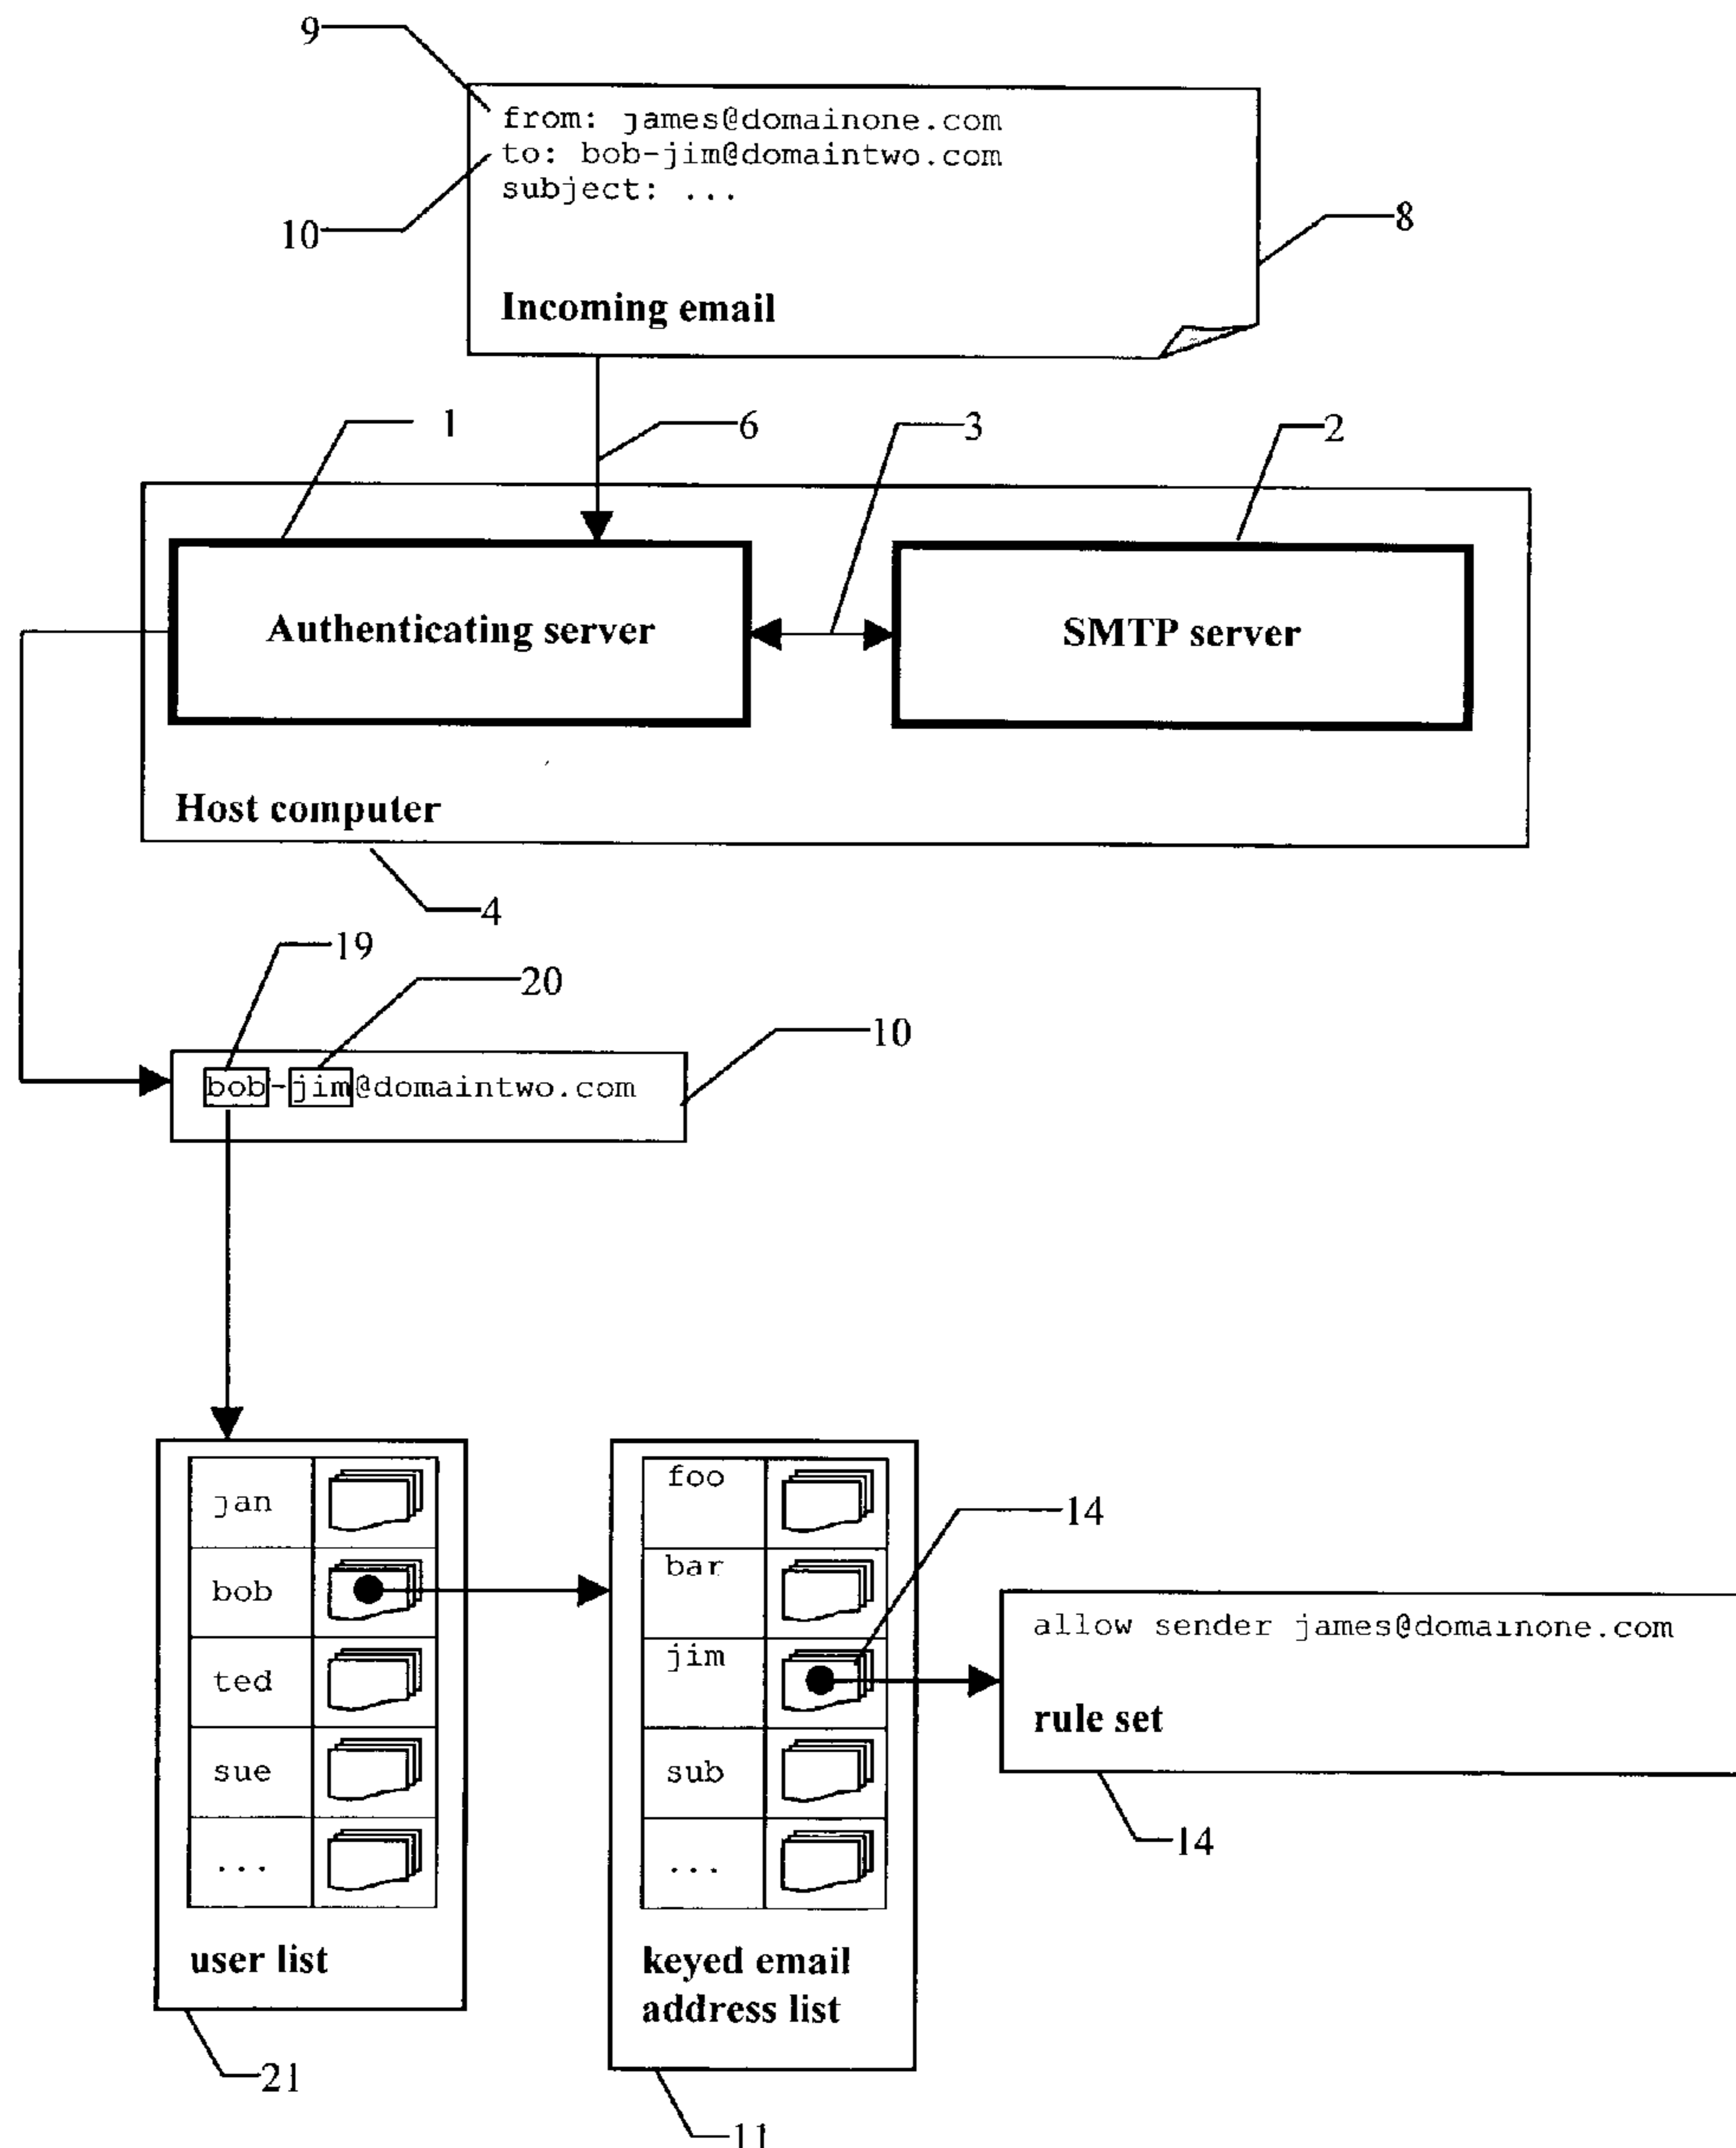 9
from: james@domainone.com
to: bob-jim@domaintwo.com
subject: ...
10
8
Incoming email
1
6
3
2
Authenticating server
SMTP server
Host computer
4
19
20
10
bob-jim@domaintwo.com
jan
bob
ted
sue
...
user list
21
foo
bar
jim
sub
...
keyed email
address list
11
14
allow sender james@domainone.com
rule set
14